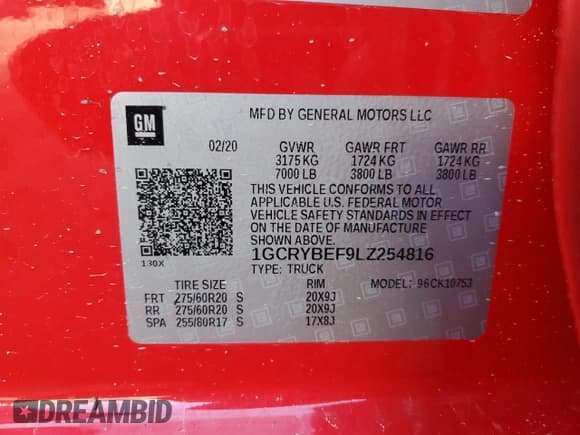 GM
MFD BY GENERAL MOTORS LLC
02/20 GVWR GAWR FRT GAWR RR
3175 KG 1724 KG 1724 KG
7000 LB 3800 LB 3800 LB
THIS VEHICLE CONFORMS TO ALL
APPLICABLE U.S. FEDERAL MOTOR
VEHICLE SAFETY STANDARDS IN EFFECT
ON THE DATE OF MANUFACTURE
SHOWN ABOVE.
130X
1GCRYBEF9LZ254816
TYPE: TRUCK
TIRE SIZE RIM MODEL: 96CK10753
FRT 275/60R20 S 20X9J
RR 275/60R20 S 20X9J
SPA 255/80R17 S 17X8J
DREAMBID